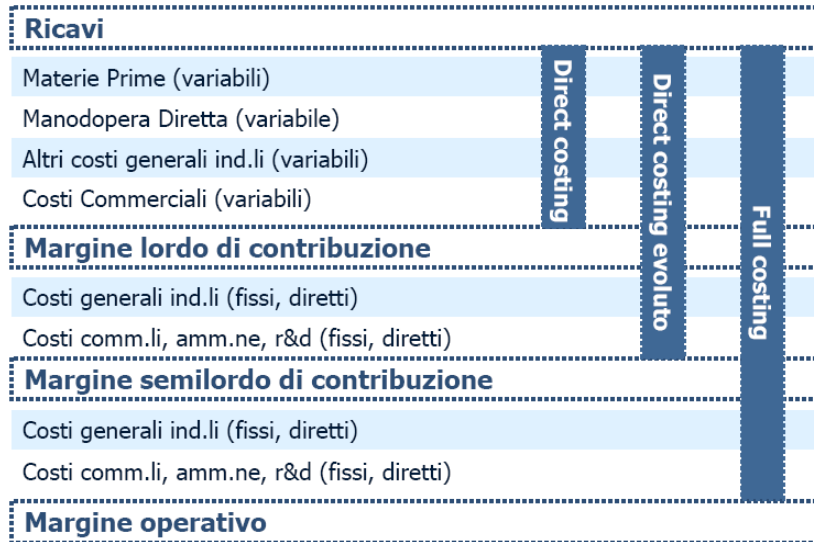 Ricavi
Materie Prime (variabili)
Manodopera Diretta (variabile)
Altri costi generali ind.li (variabili)
Costi Commerciali (variabili)
Margine lordo di contribuzione
Costi generali ind.li (fissi, diretti)
Costi comm.li, amm.ne, r&d (fissi, diretti)
Margine semilordo di contribuzione
Costi generali ind.li (fissi, diretti)
Costi comm.li, amm.ne, r&d (fissi, diretti)
Margine operativo
Direct costing
Direct costing evoluto
Full costing